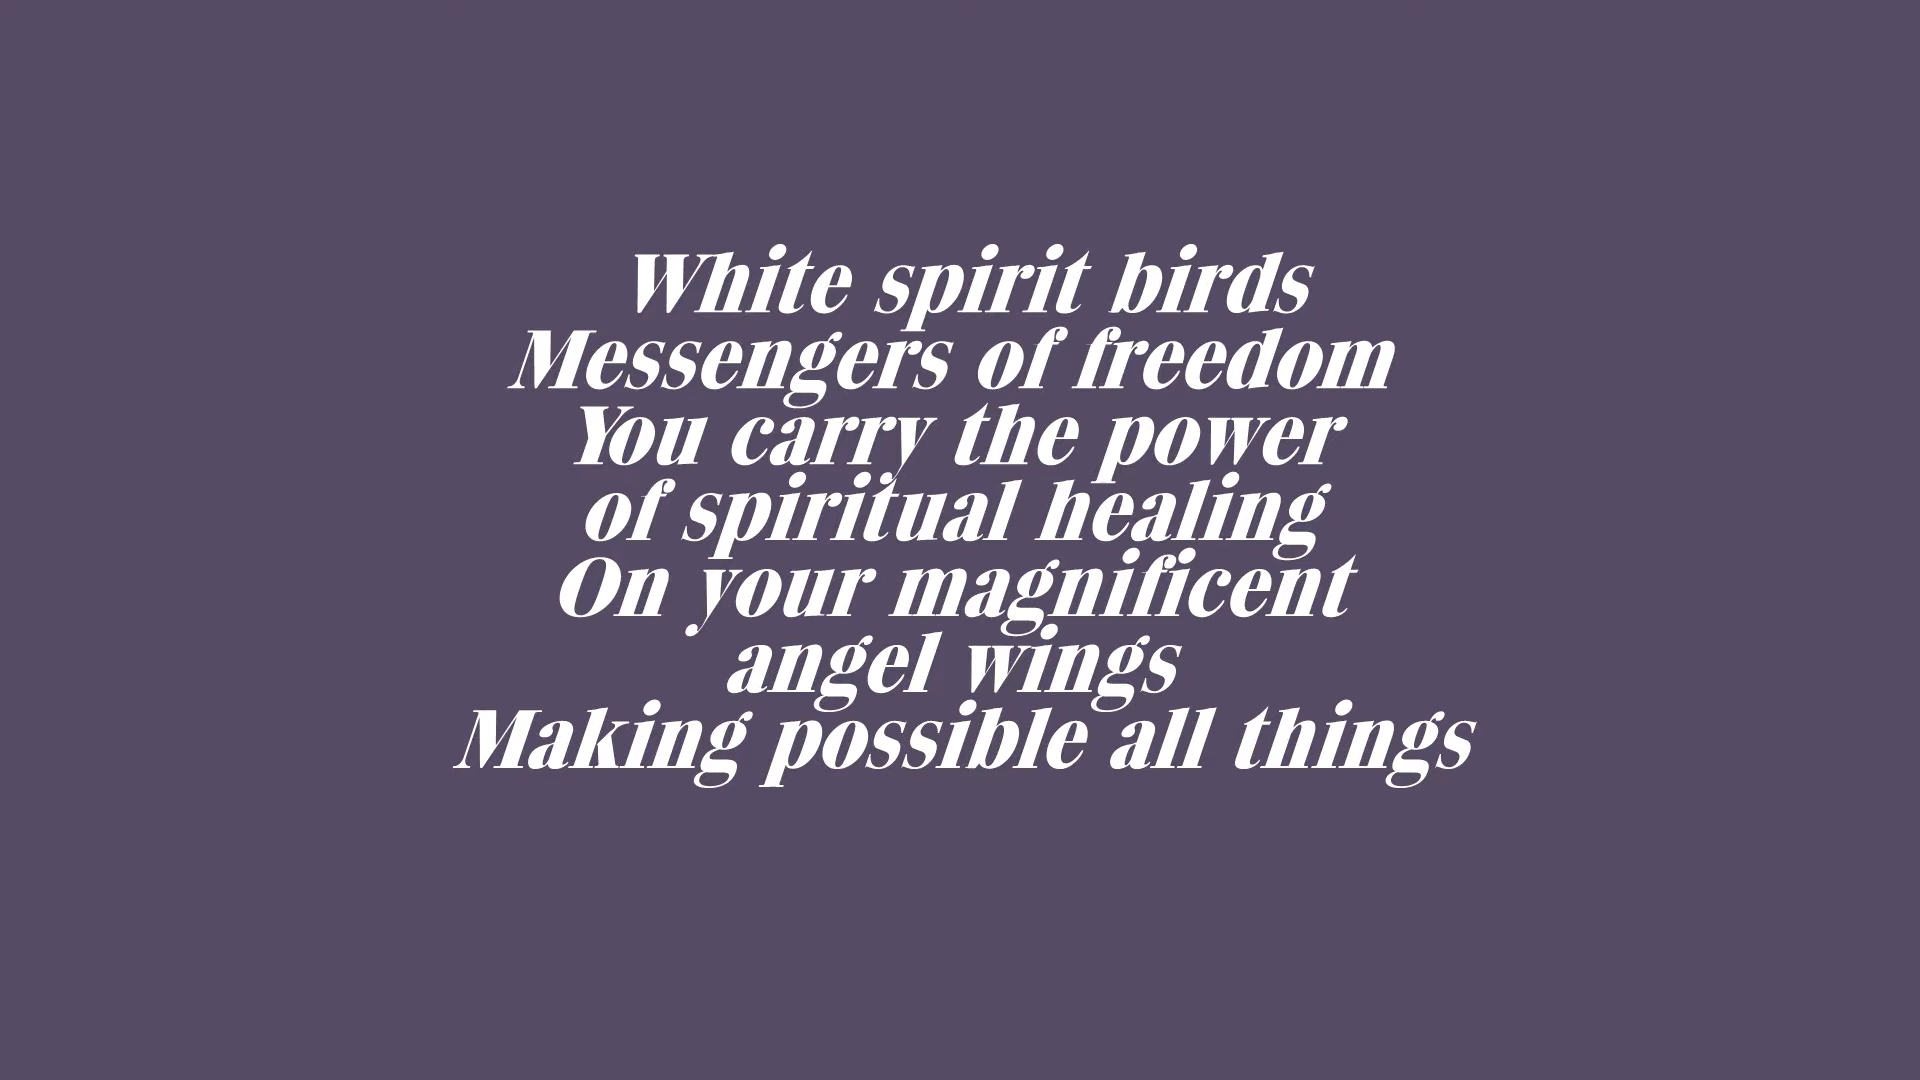 White spirit birds
Messengers of freedom
You carry the power
of spiritual healing
On your magnificent
angel wings
Making possible all things